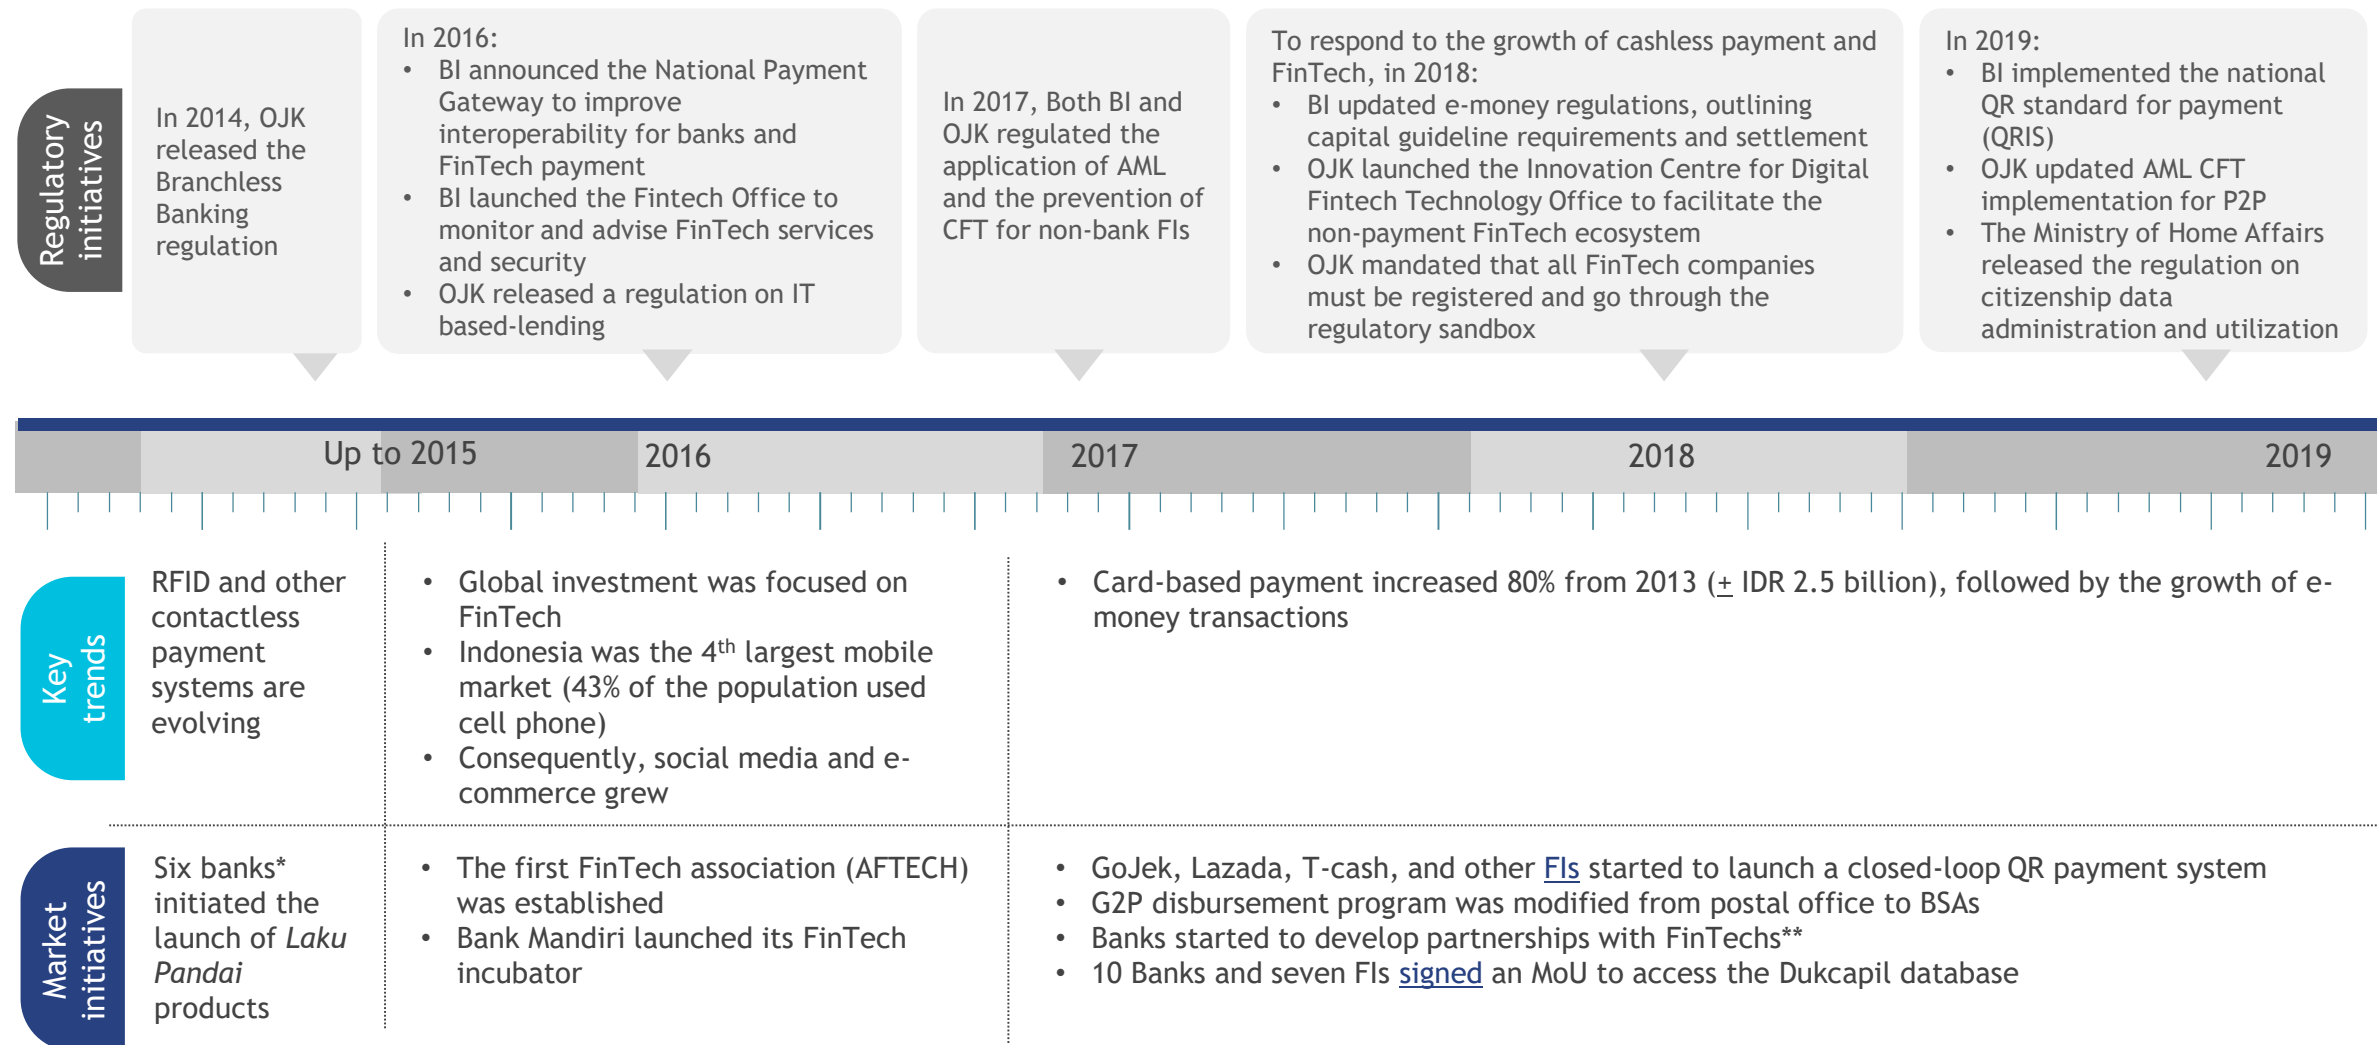 Regulatory
initiatives
In 2014, OJK
released the
Branchless
Banking
regulation
In 2016:
• BI announced the National Payment
Gateway to improve
interoperability for banks and
FinTech payment
• BI launched the Fintech Office to
monitor and advise FinTech services
and security
• OJK released a regulation on IT
based-lending
In 2017, Both BI and
OJK regulated the
application of AML
and the prevention of
CFT for non-bank FIs
To respond to the growth of cashless payment and
FinTech, in 2018:
• BI updated e-money regulations, outlining
capital guideline requirements and settlement
• OJK launched the Innovation Centre for Digital
Fintech Technology Office to facilitate the
non-payment FinTech ecosystem
• OJK mandated that all FinTech companies
must be registered and go through the
regulatory sandbox
In 2019:
• BI implemented the national
QR standard for payment
(QRIS)
• OJK updated AML CFT
implementation for P2P
• The Ministry of Home Affairs
released the regulation on
citizenship data
administration and utilization
Up to 2015
2016
2017
2018
2019
Key
trends
RFID and other
contactless
payment
systems are
evolving
• Global investment was focused on
FinTech
• Indonesia was the 4th largest mobile
market (43% of the population used
cell phone)
• Consequently, social media and e-
commerce grew
• Card-based payment increased 80% from 2013 (± IDR 2.5 billion), followed by the growth of e-
money transactions
Market
initiatives
Six banks*
initiated the
launch of Laku
Pandai
products
• The first FinTech association (AFTECH)
was established
• Bank Mandiri launched its FinTech
incubator
• GoJek, Lazada, T-cash, and other FIs started to launch a closed-loop QR payment system
• G2P disbursement program was modified from postal office to BSAs
• Banks started to develop partnerships with FinTechs**
• 10 Banks and seven FIs signed an MoU to access the Dukcapil database